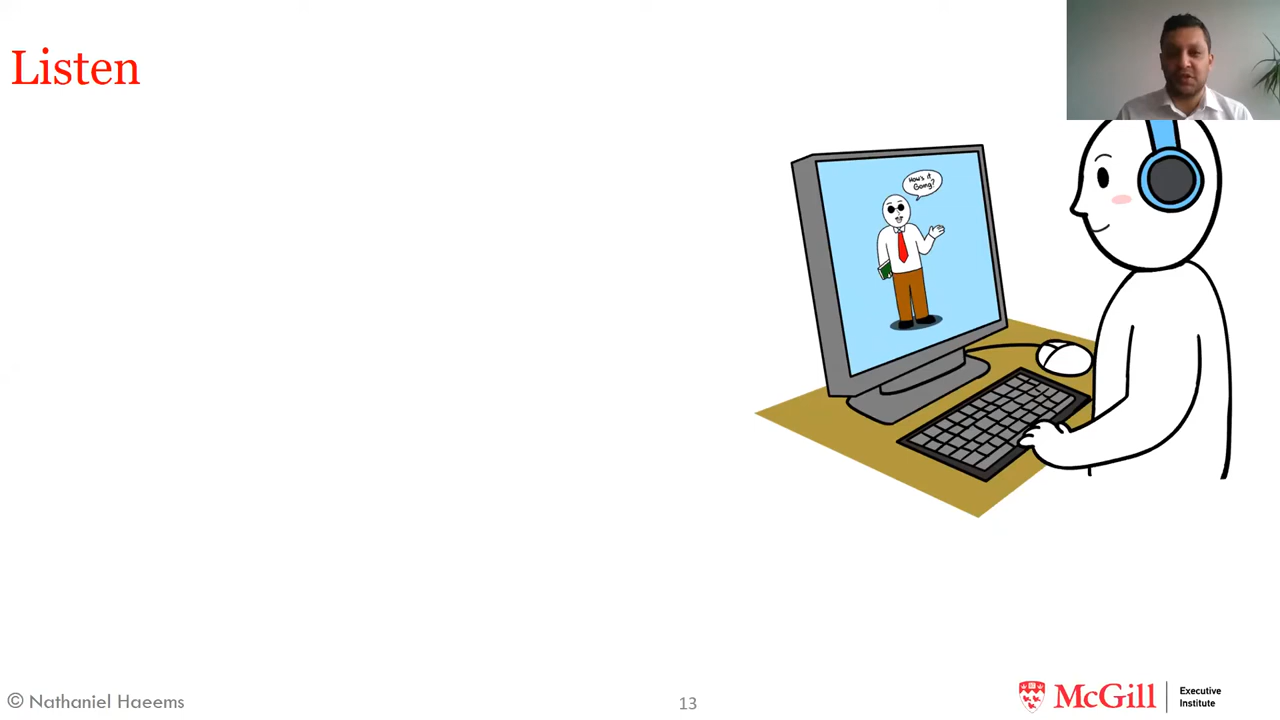 Listen
How's it
Going?
© Nathaniel Haeems
13
McGill
Executive
Institute